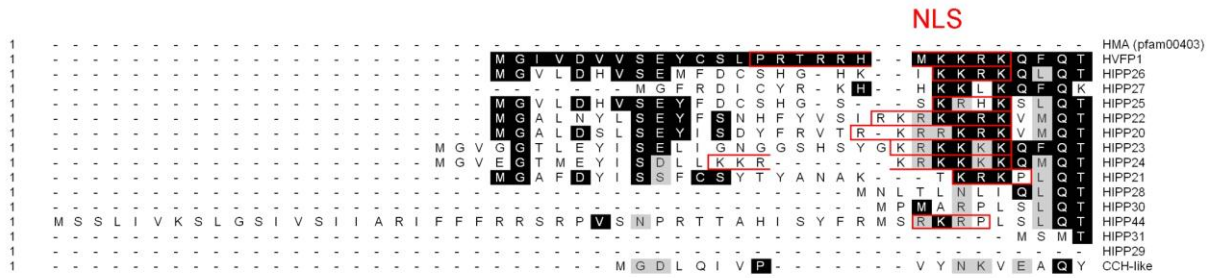 NLS
1 - - - - - - - - - - - - - - - - - - - - - - - - - - - - - - - - - - - - - - - - - - - - - - - - - - - - HMA (pfam00403)
1 - - - - - - - - - - - - - - - - - - - - - - M G I V D V V S E Y C S L P R T R R H - - M K K R K Q F Q T HVFP1
1 - - - - - - - - - - - - - - - - - - - - - - M G V L D H V S E M F D C S H G - H K - - I K K R K Q L Q T HIPP26
1 - - - - - - - - - - - - - - - - - - - - - - - - - - - - - M G F R D I C Y R - K H - - H K K L K Q F Q K HIPP27
1 - - - - - - - - - - - - - - - - - - - - - - M G V L D H V S E Y F D C S H G - S - - - S K R H K S L Q T HIPP25
1 - - - - - - - - - - - - - - - - - - - - - - M G A L N Y L S E Y F S N H F Y V S I R K R K K R K V M Q T HIPP22
1 - - - - - - - - - - - - - - - - - - - - - - M G A L D S L S E Y I S D Y F R V T R - K R R K R K V M Q T HIPP20
1 - - - - - - - - - - - - - - - - - - - M G V G G T L E Y I S E L I G N G G S H S Y G K R K K K K Q F Q T HIPP23
1 - - - - - - - - - - - - - - - - - - - M G V E G T M E Y I S D L L K K R - - - - - - K R K K K K Q M Q T HIPP24
1 - - - - - - - - - - - - - - - - - - - - - - M G A F D Y I S S F C S Y T Y A N A K - - - T K R K P L Q T HIPP21
1 - - - - - - - - - - - - - - - - - - - - - - - - - - - - - - - - - - - - - - - - M N L T L N L I Q L Q T HIPP28
1 - - - - - - - - - - - - - - - - - - - - - - - - - - - - - - - - - - - - - - - - - M P M A R P L S L Q T HIPP30
1 M S S L I V K S L G S I V S I I A R I F F F R R S R P V S N P R T T A H I S Y F R M S R K R P L S L Q T HIPP44
1 - - - - - - - - - - - - - - - - - - - - - - - - - - - - - - - - - - - - - - - - - - - - - - - - M S M T HIPP31
1 - - - - - - - - - - - - - - - - - - - - - - - - - - - - - - - - - - - - - - - - - - - - - - - - - - - - HIPP29
1 - - - - - - - - - - - - - - - - - - - - - - - - - - - - M G D L Q I V P - - - - - - - V Y N K V E A Q Y CCH-like